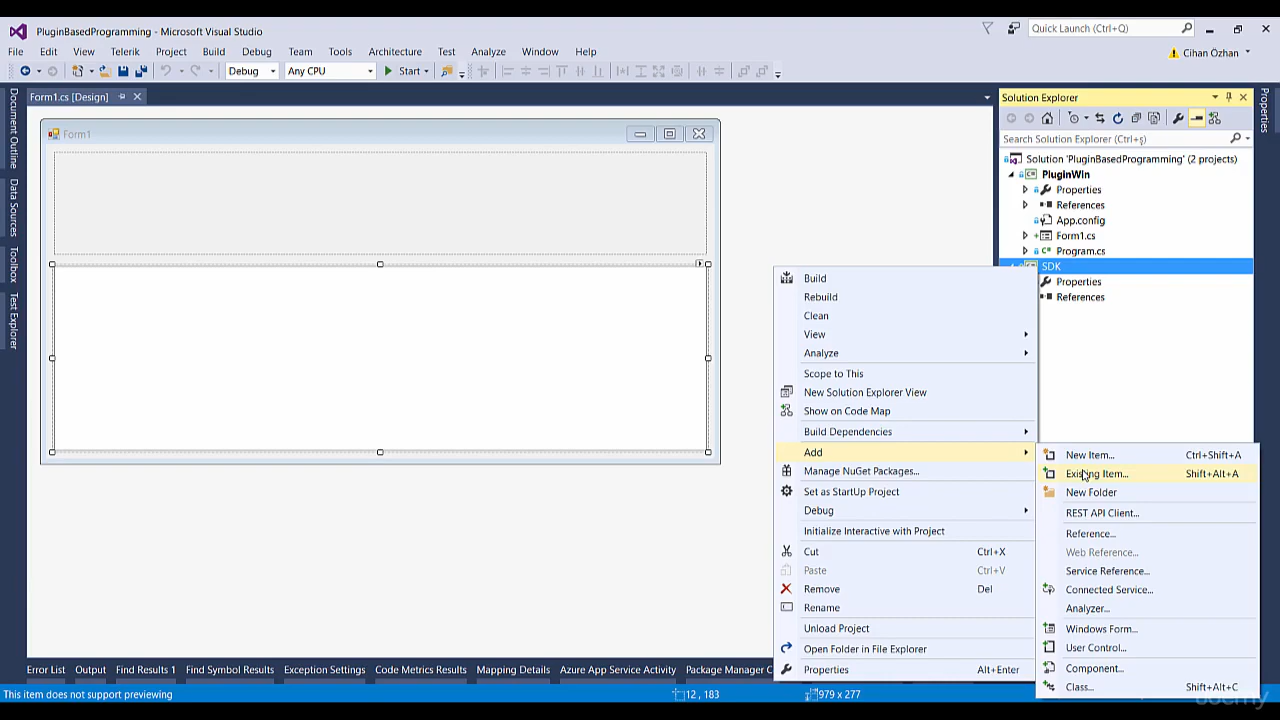 PluginBasedProgramming - Microsoft Visual Studio
Quick Launch (Ctrl+Q)
File Edit View Telerik Project Build Debug Team Tools Architecture Test Analyze Window Help
Cihan Özhan
Debug Any CPU Start
Form1.cs [Design]
Solution Explorer
Document Outline
Data Sources
Toolbox
Test Explorer
Properties
Form1
Search Solution Explorer (Ctrl+ş)
Solution 'PluginBasedProgramming' (2 projects)
PluginWin
Properties
References
App.config
Form1.cs
Program.cs
SDK
Properties
References
Build
Rebuild
Clean
View
Analyze
Scope to This
New Solution Explorer View
Show on Code Map
Build Dependencies
Add
Manage NuGet Packages...
Set as StartUp Project
Debug
Initialize Interactive with Project
Cut Ctrl+X
Paste Ctrl+V
Remove Del
Rename
Unload Project
Open Folder in File Explorer
Properties Alt+Enter
New Item... Ctrl+Shift+A
Existing Item... Shift+Alt+A
New Folder
REST API Client...
Reference...
Web Reference...
Service Reference...
Connected Service...
Analyzer...
Windows Form...
User Control...
Component...
Class... Shift+Alt+C
Error List Output Find Results 1 Find Symbol Results Exception Settings Code Metrics Results Mapping Details Azure App Service Activity Package Manager C
This item does not support previewing 12 , 183 979 x 277